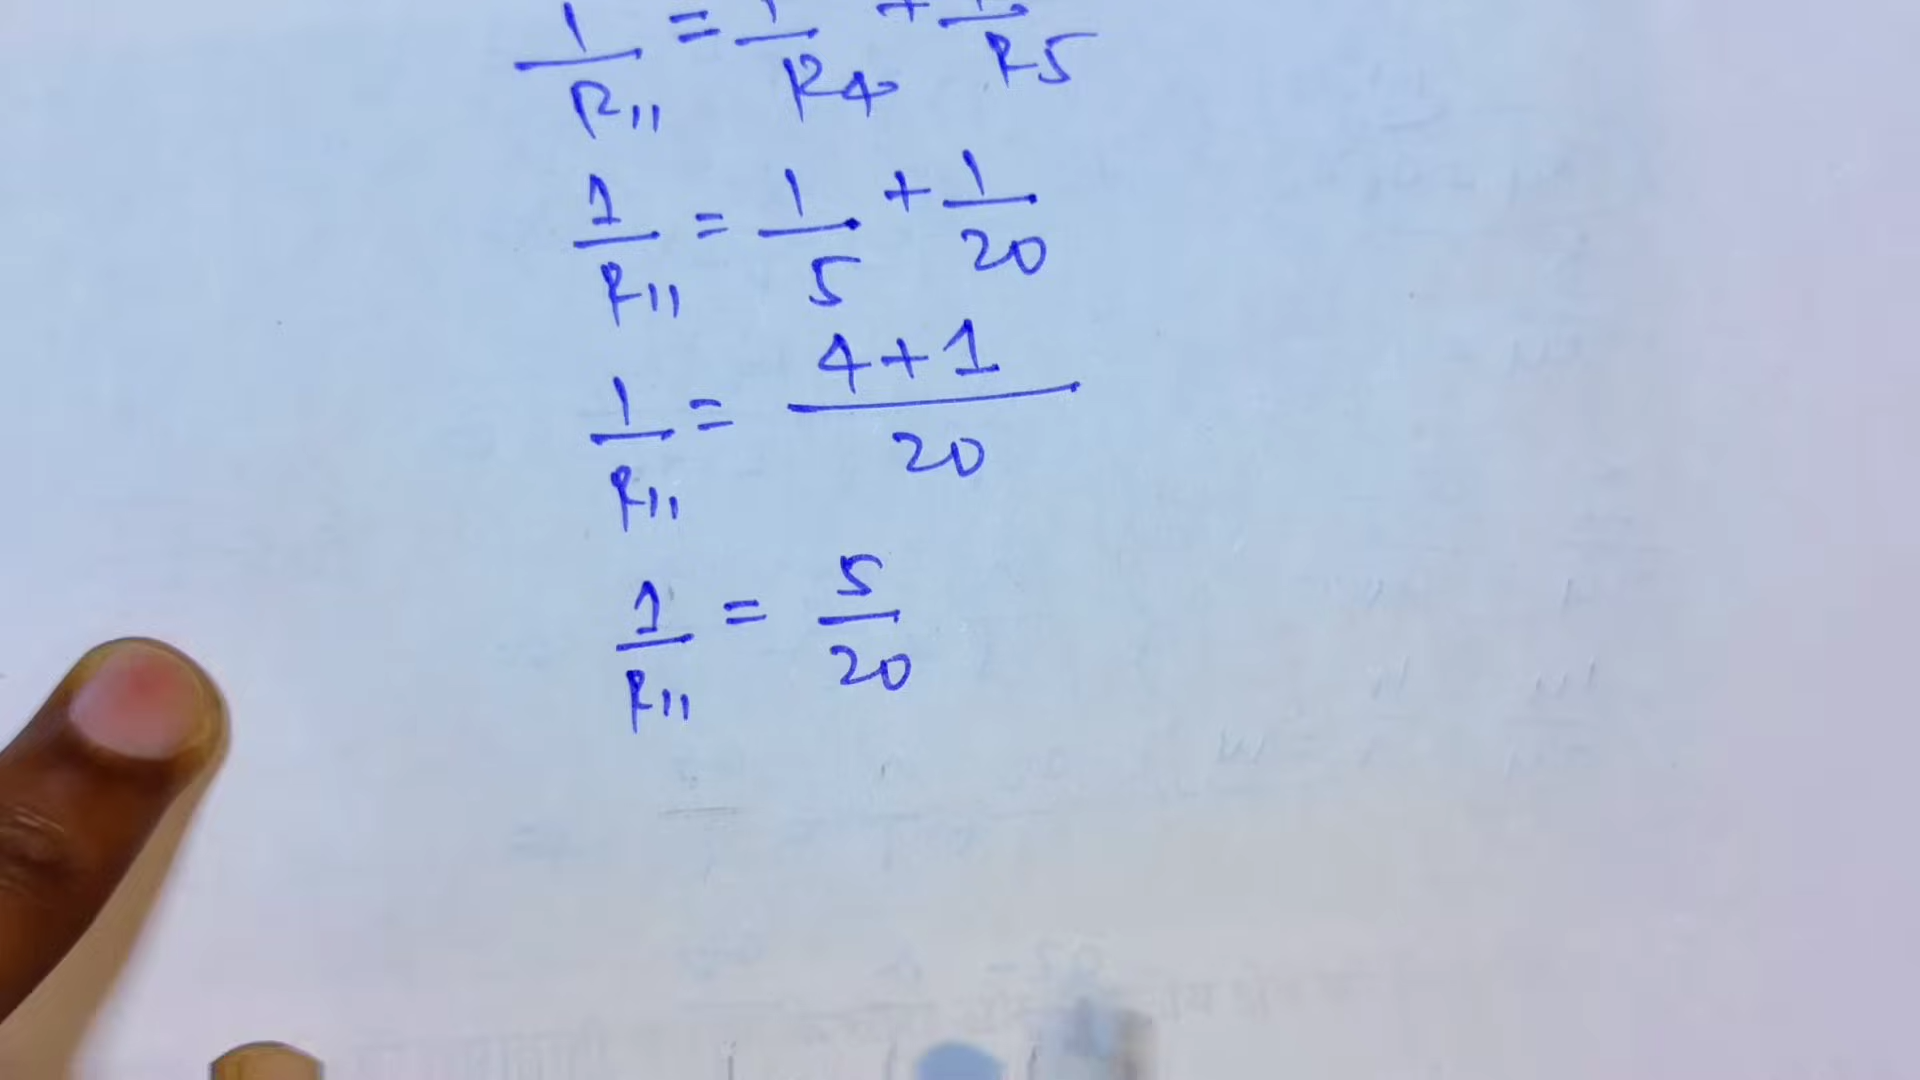 1/R11 = 1/R4 + 1/R5
1/R11 = 1/5 + 1/20
1/R11 = 4+1/20
1/R11 = 5/20